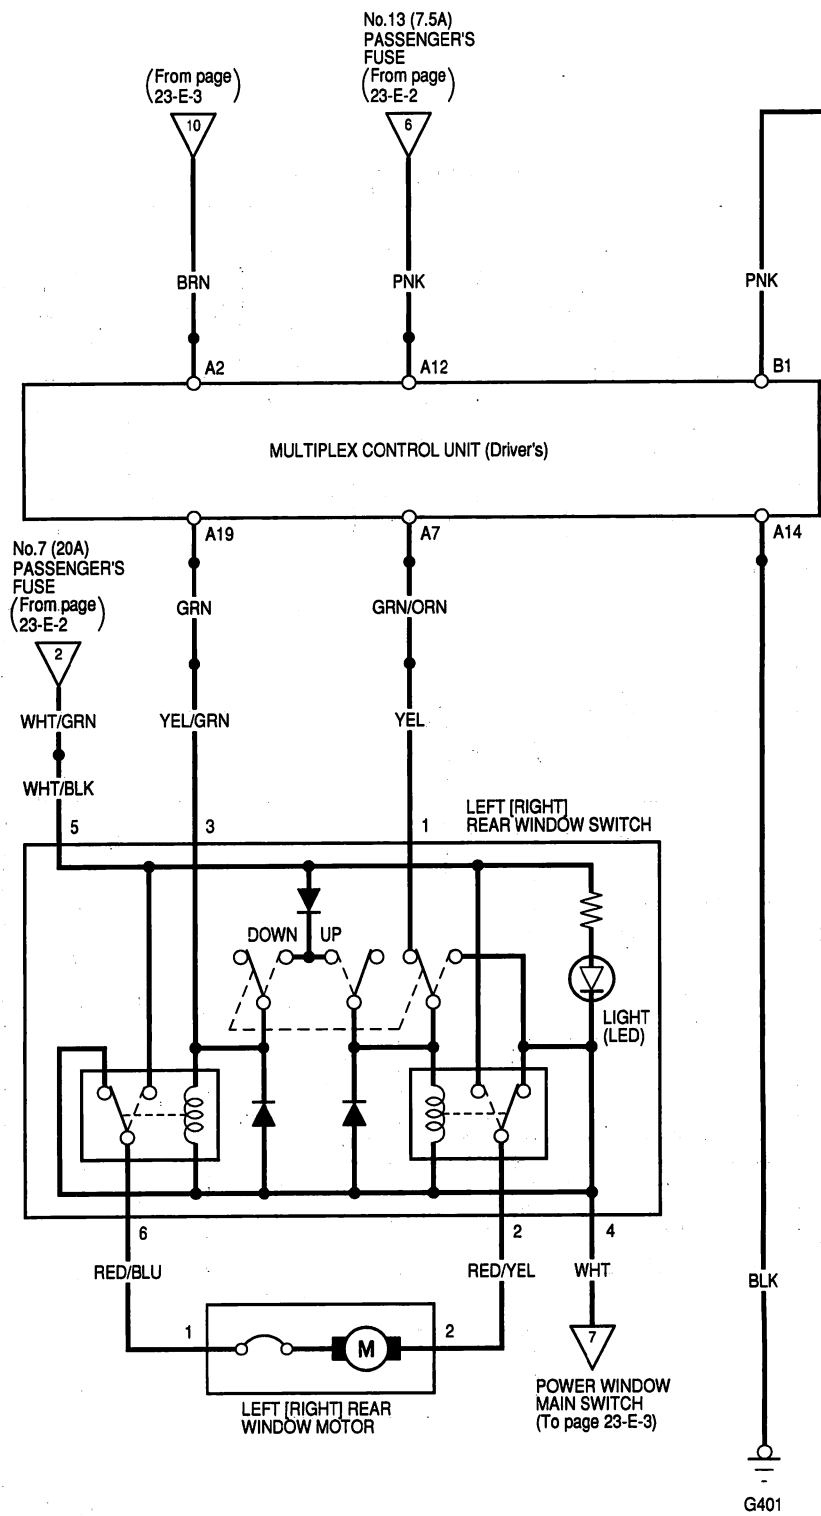 No.13 (7.5A)
PASSENGER'S
FUSE
(From page
23-E-2)
(From page
23-E-3)
10
6
BRN
PNK
PNK
A2
A12
B1
MULTIPLEX CONTROL UNIT (Driver's)
A19
A7
A14
No.7 (20A)
PASSENGER'S
FUSE
(From page
23-E-2)
2
GRN
GRN/ORN
WHT/GRN
YEL/GRN
YEL
WHT/BLK
5
3
1
LEFT [RIGHT]
REAR WINDOW SWITCH
DOWN
UP
LIGHT
(LED)
6
2
4
RED/BLU
RED/YEL
WHT
BLK
1
M
2
7
LEFT [RIGHT] REAR
WINDOW MOTOR
POWER WINDOW
MAIN SWITCH
(To page 23-E-3)
G401